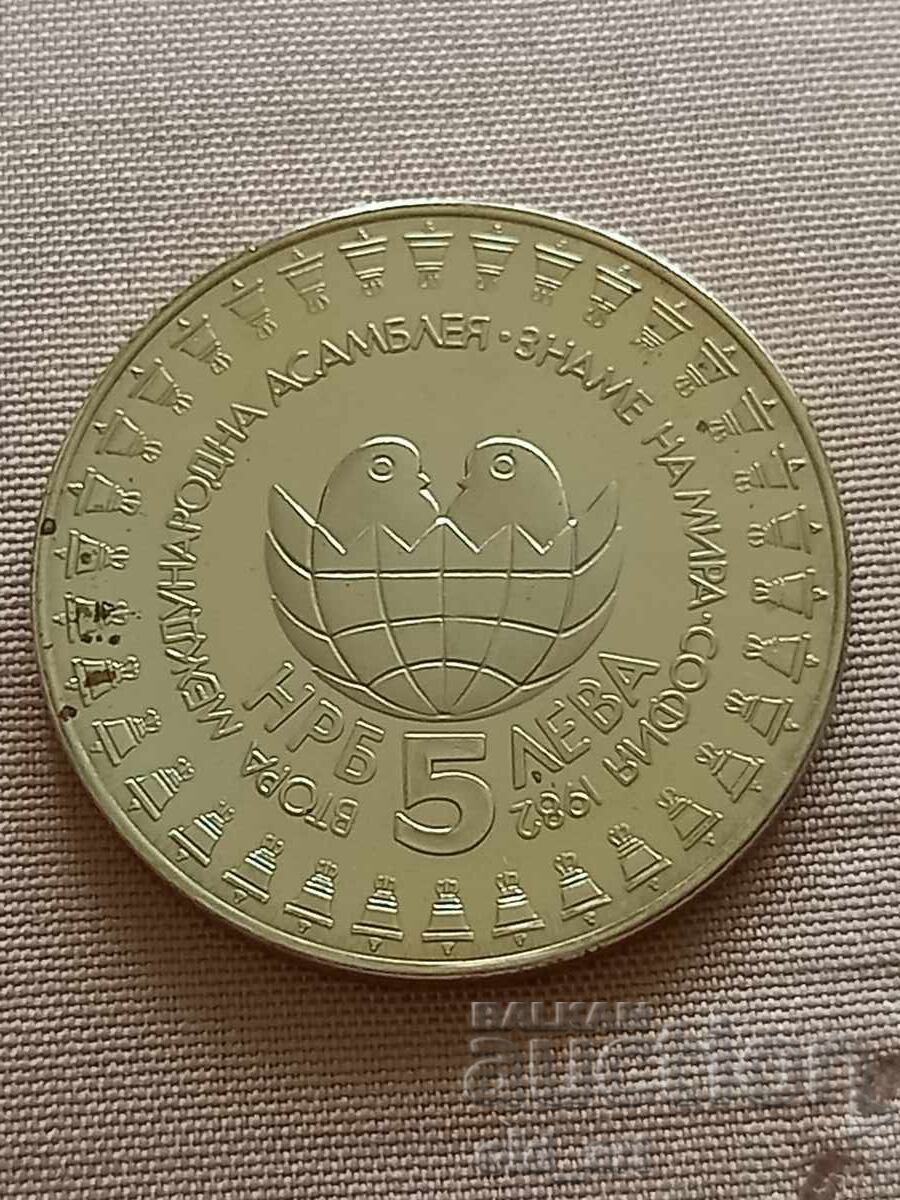 ВТОРА МЕЖДУНАРОДНА АСАМБЛЕЯ · ЗНАМЕ НА МИРА · СОФИЯ 1982
НРБ 5 ЛЕВА
BALKAN
auction